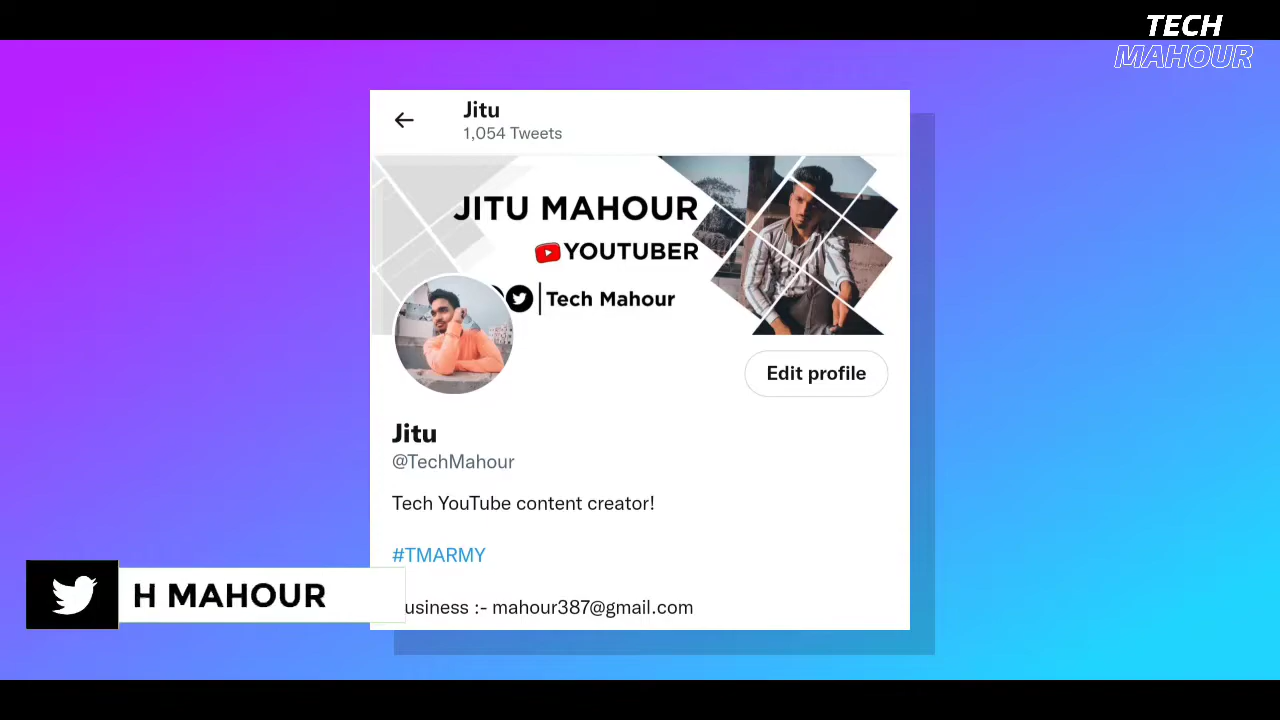 TECH
MAHOUR
Jitu
1,054 Tweets
JITU MAHOUR
YOUTUBER
Tech Mahour
Edit profile
Jitu
@TechMahour
Tech YouTube content creator!
#TMARMY
H MAHOUR
usiness :- mahour387@gmail.com